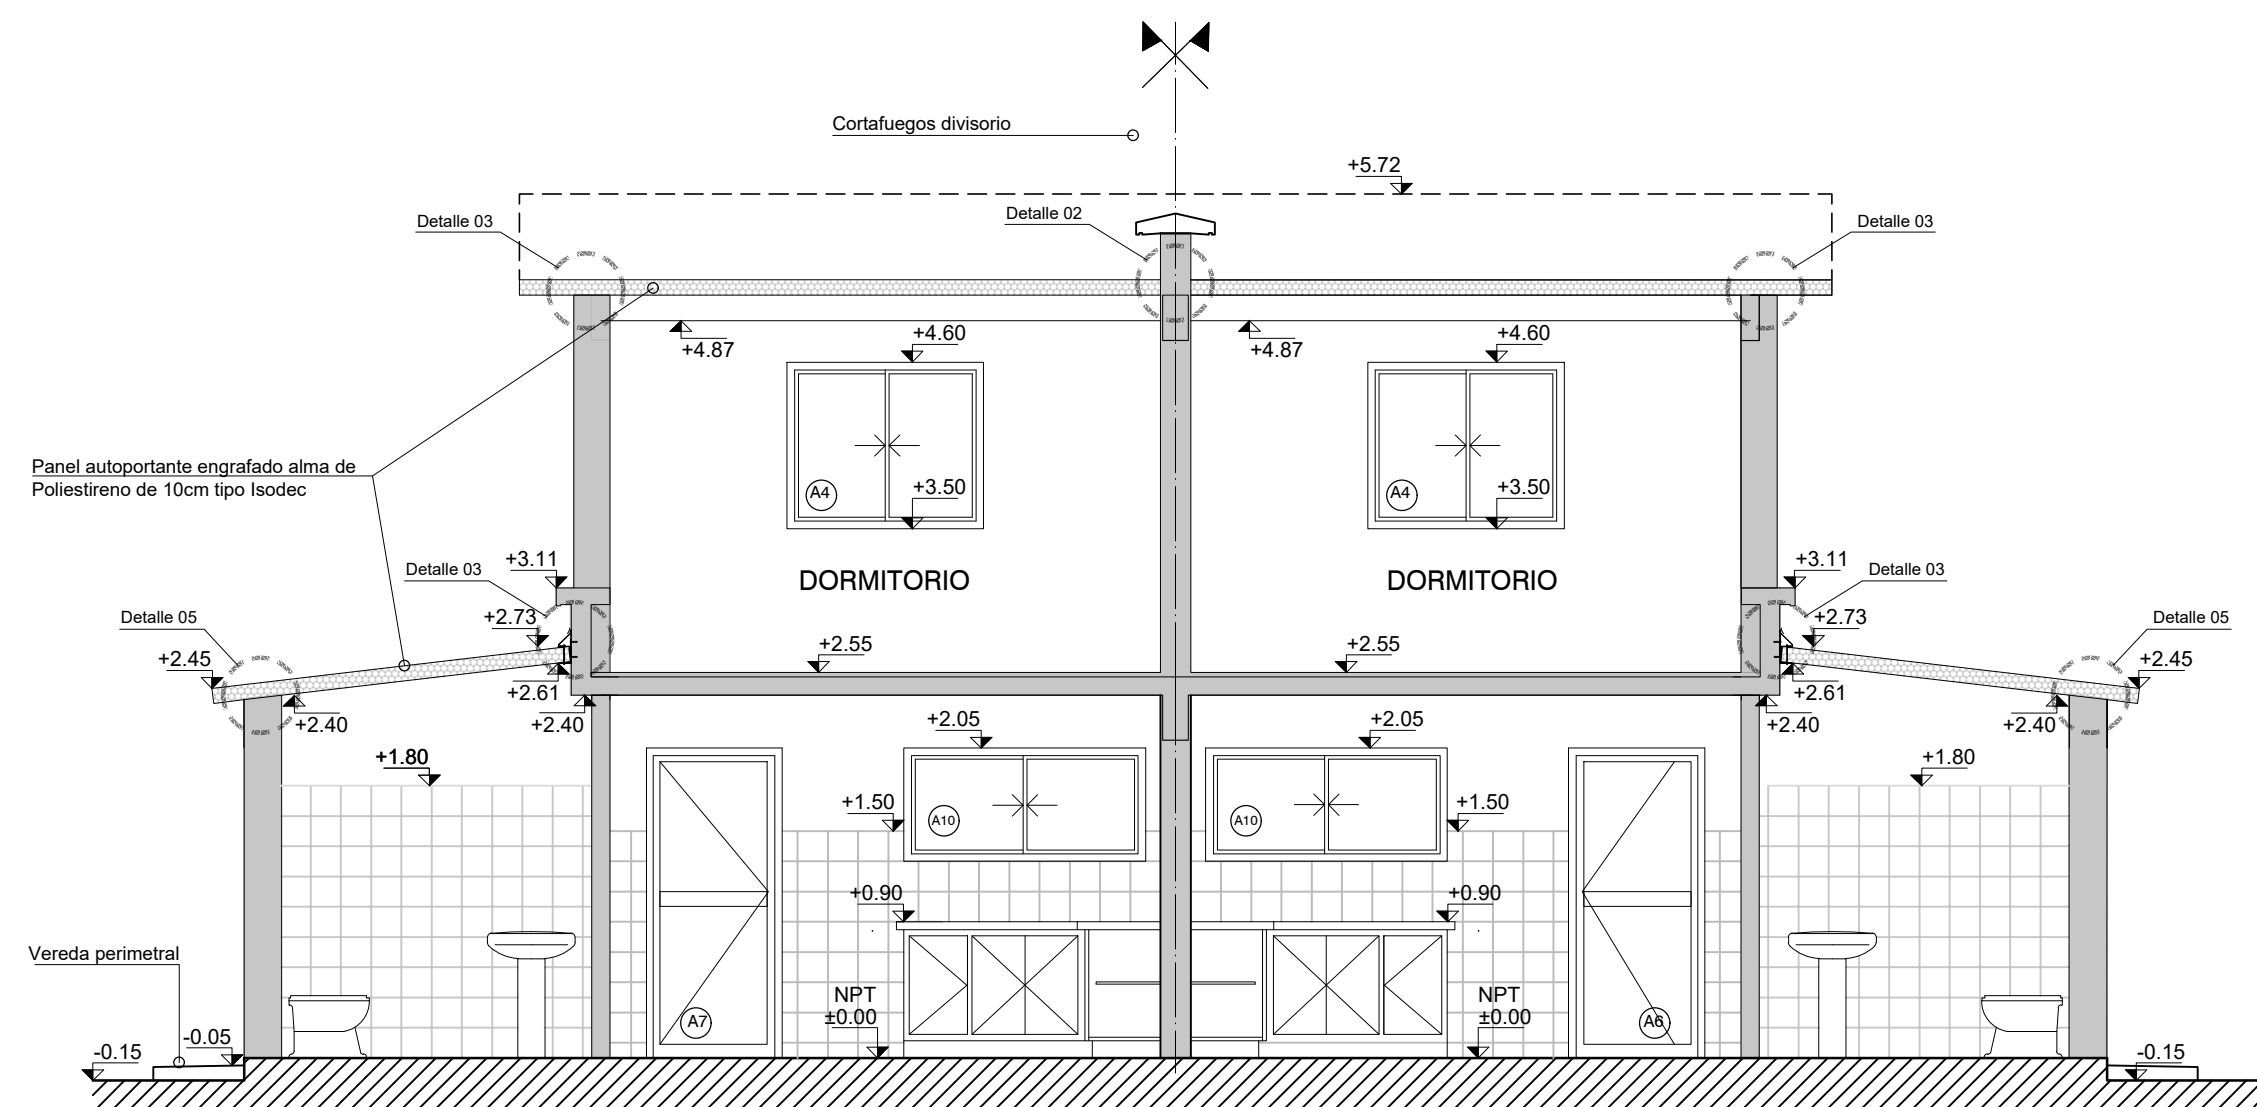 Cortafuegos divisorio
+5.72
Detalle 03
Detalle 02
Detalle 03
+4.87
+4.60
+4.87
+4.60
Panel autoportante engrafado alma de
Poliestireno de 10cm tipo Isodec
A4
+3.50
A4
+3.50
DORMITORIO
DORMITORIO
+3.11
Detalle 03
+3.11
Detalle 03
Detalle 05
+2.73
+2.73
Detalle 05
+2.45
+2.55
+2.55
+2.45
+2.61
+2.61
+2.40
+2.40
+2.40
+2.40
+2.05
+2.05
+1.80
+1.80
+1.50
A10
A10
+1.50
+0.90
+0.90
Vereda perimetral
NPT
±0.00
NPT
±0.00
A7
A6
-0.05
-0.15
-0.15